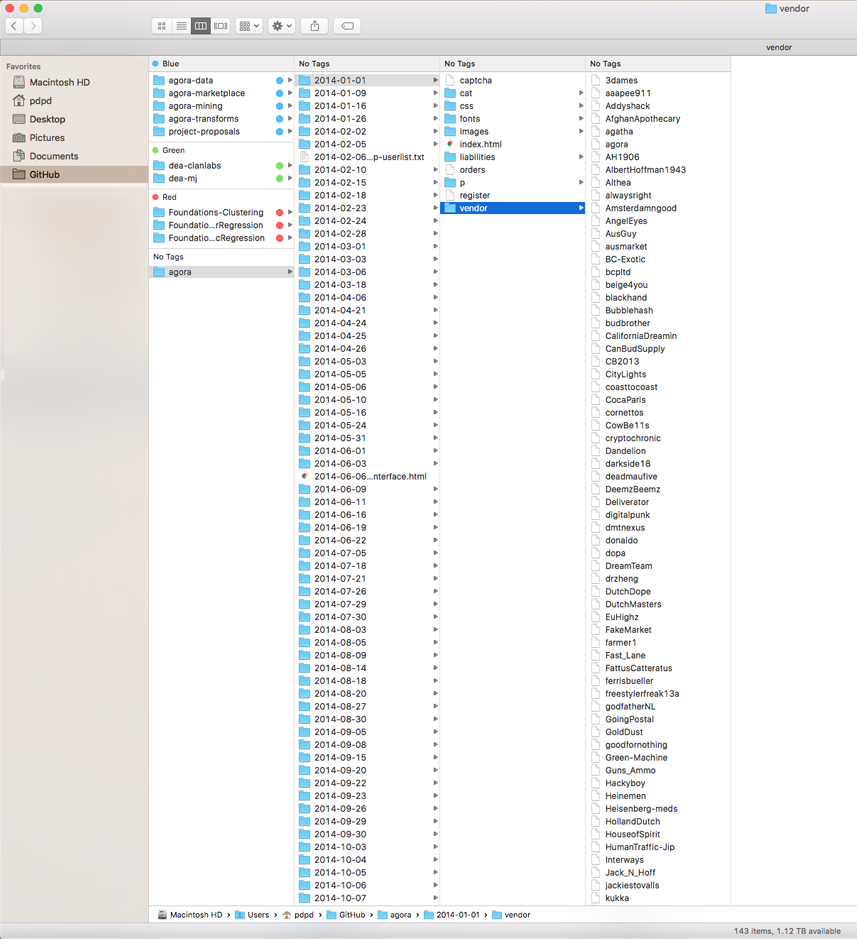 vendor
vendor
Favorites
Macintosh HD
pdpd
Desktop
Pictures
Documents
GitHub
Blue
agora-data
agora-marketplace
agora-mining
agora-transforms
project-proposals
Green
dea-clanlabs
dea-mj
Red
Foundations-Clustering
Foundatio...rRegression
Foundatio...cRegression
No Tags
agora
No Tags
2014-01-01
2014-01-09
2014-01-16
2014-01-26
2014-02-02
2014-02-05
2014-02-06...p-userlist.txt
2014-02-10
2014-02-15
2014-02-18
2014-02-23
2014-02-24
2014-02-28
2014-03-01
2014-03-03
2014-03-06
2014-03-18
2014-04-06
2014-04-21
2014-04-24
2014-04-25
2014-04-26
2014-05-03
2014-05-05
2014-05-06
2014-05-10
2014-05-16
2014-05-24
2014-05-31
2014-06-01
2014-06-03
2014-06-06...nterface.html
2014-06-09
2014-06-11
2014-06-16
2014-06-19
2014-06-22
2014-07-05
2014-07-18
2014-07-21
2014-07-26
2014-07-29
2014-07-30
2014-08-03
2014-08-05
2014-08-09
2014-08-14
2014-08-18
2014-08-20
2014-08-27
2014-08-30
2014-09-05
2014-09-08
2014-09-15
2014-09-20
2014-09-22
2014-09-23
2014-09-26
2014-09-29
2014-09-30
2014-10-03
2014-10-04
2014-10-05
2014-10-06
2014-10-07
No Tags
captcha
cat
css
fonts
images
index.html
liabilities
orders
p
register
vendor
No Tags
3dames
aaapee911
Addyshack
AfghanApothecary
agatha
agora
AH1906
AlbertHoffman1943
Althea
alwaysright
Amsterdamngood
AngelEyes
AusGuy
ausmarket
BC-Exotic
bcpltd
beige4you
blackhand
Bubblehash
budbrother
CaliforniaDreamin
CanBudSupply
CB2013
CityLights
coasttocoast
CocaParis
cornettos
CowBe11s
cryptochronic
Dandelion
darkside18
deadmaufive
DeemzBeemz
Deliverator
digitalpunk
dmtnexus
donaldo
dopa
DreamTeam
drzheng
DutchDope
DutchMasters
EuHighz
FakeMarket
farmer1
Fast_Lane
FattusCatteratus
ferrisbueller
freestylerfreak13a
godfatherNL
GoingPostal
GoldDust
goodfornothing
Green-Machine
Guns_Ammo
Hackyboy
Heinemen
Heisenberg-meds
HollandDutch
HouseofSpirit
HumanTraffic-Jip
Interways
Jack_N_Hoff
jackiestovalls
kukka
Macintosh HD › Users › pdpd › GitHub › agora › 2014-01-01 › vendor
143 items, 1.12 TB available